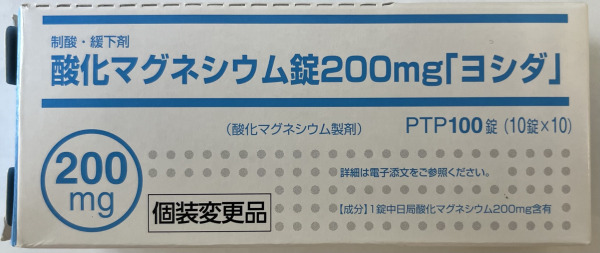 制酸・緩下剤
酸化マグネシウム錠200mg「ヨシダ」
(酸化マグネシウム製剤) PTP100錠 (10錠×10)
200
mg
詳細は電子添文をご参照ください。
個装変更品
【成分】1錠中日局酸化マグネシウム200mg含有